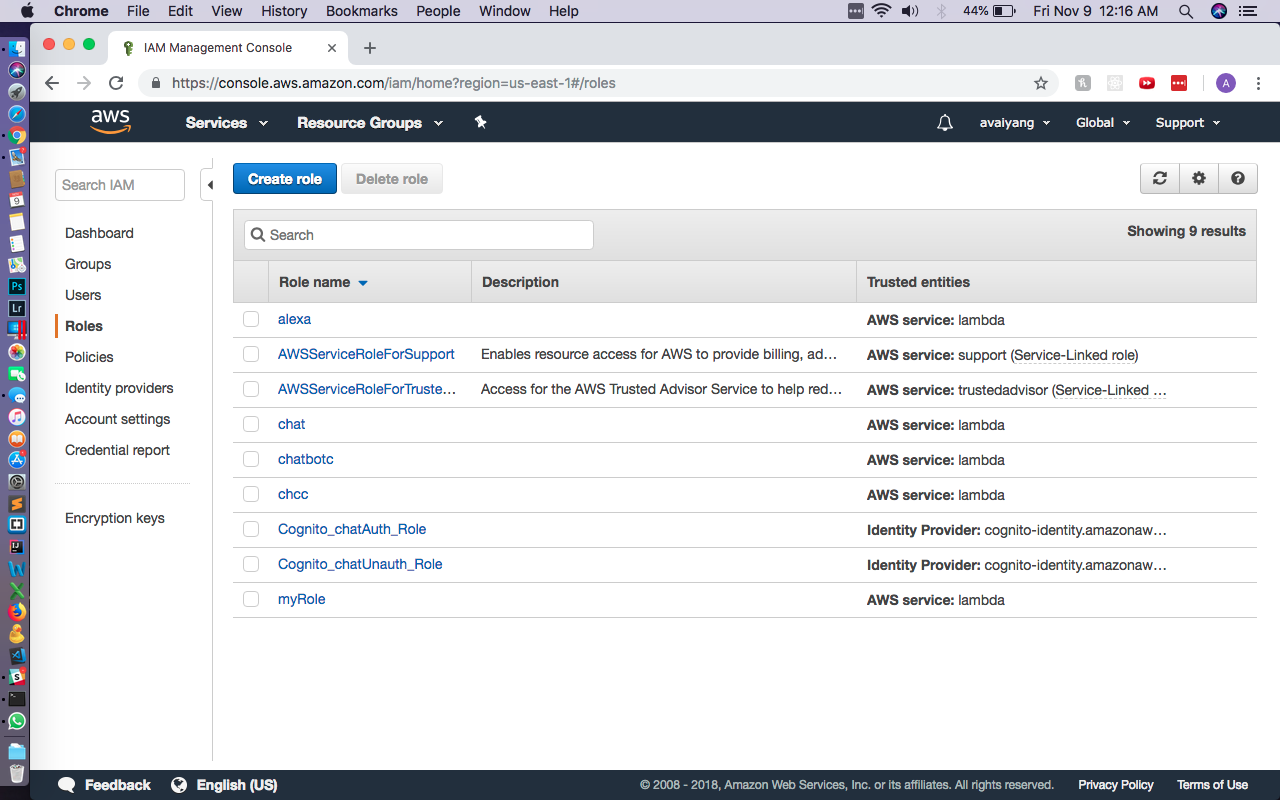 Chrome File Edit View History Bookmarks People Window Help 44% Fri Nov 9 12:16 AM
IAM Management Console
https://console.aws.amazon.com/iam/home?region=us-east-1#/roles A
aws Services Resource Groups avaiyang Global Support
Search IAM
Dashboard
Groups
Users
Roles
Policies
Identity providers
Account settings
Credential report
Encryption keys
Create role Delete role
Search Showing 9 results
Role name Description Trusted entities
alexa AWS service: lambda
AWSServiceRoleForSupport Enables resource access for AWS to provide billing, ad... AWS service: support (Service-Linked role)
AWSServiceRoleForTruste... Access for the AWS Trusted Advisor Service to help red... AWS service: trustedadvisor (Service-Linked ...
chat AWS service: lambda
chatbotc AWS service: lambda
chcc AWS service: lambda
Cognito_chatAuth_Role Identity Provider: cognito-identity.amazonaw...
Cognito_chatUnauth_Role Identity Provider: cognito-identity.amazonaw...
myRole AWS service: lambda
Ps
Lr
Feedback English (US) © 2008 - 2018, Amazon Web Services, Inc. or its affiliates. All rights reserved. Privacy Policy Terms of Use